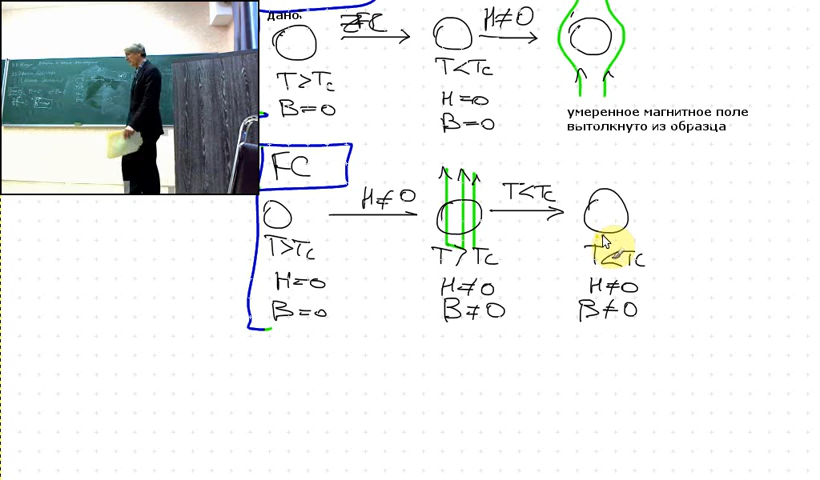 Дано.
ZFC
H≠0
T>Tc
B=0
T<Tc
H=0
B=0
умеренное магнитное поле
вытолкнуто из образца
FC
H≠0
T<Tc
T>Tc
H=0
B=0
T>Tc
H≠0
B≠0
T<Tc
H≠0
B≠0